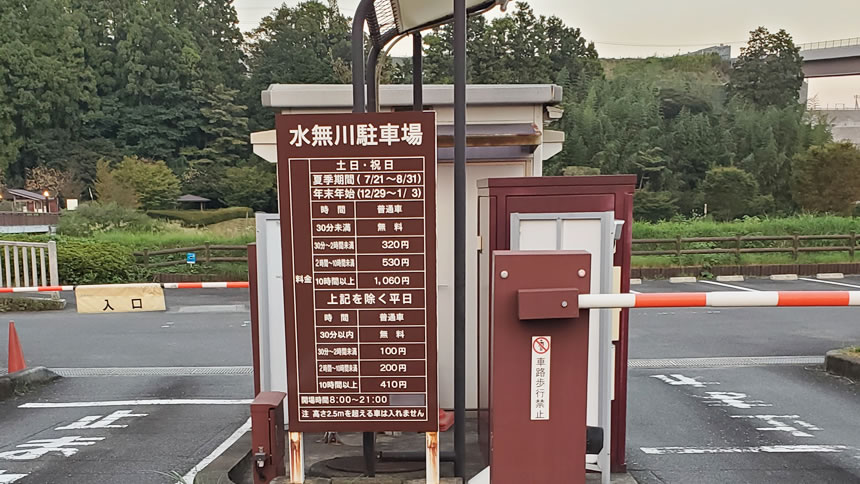 水無川駐車場
土日・祝日
夏季期間(7/21〜8/31)
年末年始(12/29〜1/3)
料金
時間 普通車
30分未満 無料
30分〜2時間未満 320円
2時間〜10時間未満 530円
10時間以上 1,060円
上記を除く平日
時間 普通車
30分以内 無料
30分〜2時間未満 100円
2時間〜10時間未満 200円
10時間以上 410円
開場時間8:00〜21:00
注 高さ2.5mを超える車は入れません
入口
車路歩行禁止